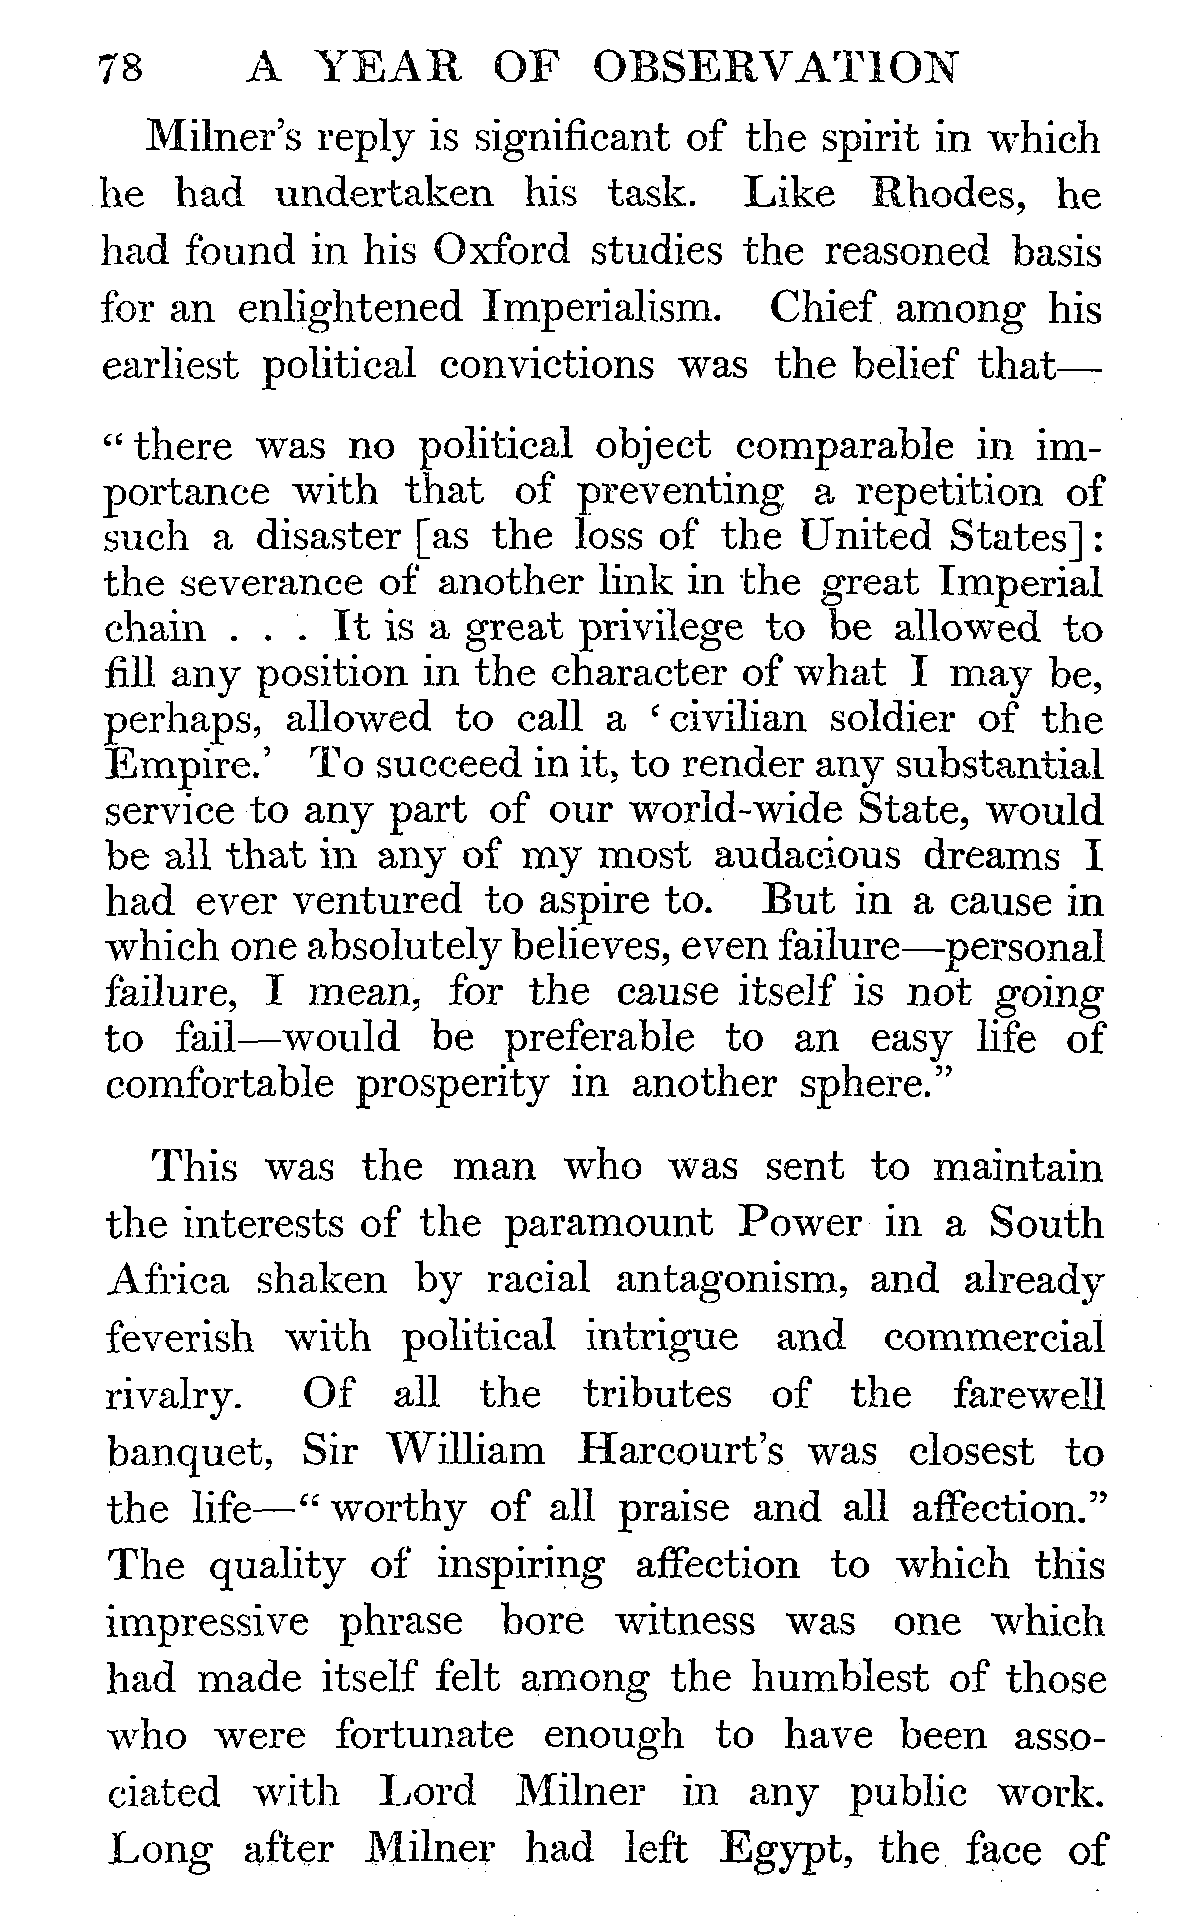 78 A YEAR OF OBSERVATION
Milner's reply is significant of the spirit in which
he had undertaken his task. Like Rhodes, he
had found in his Oxford studies the reasoned basis
for an enlightened Imperialism. Chief among his
earliest political convictions was the belief that—
“ there was no political object comparable in im-
portance with that of preventing a repetition of
such a disaster [as the loss of the United States] :
the severance of another link in the great Imperial
chain . . . It is a great privilege to be allowed to
fill any position in the character of what I may be,
perhaps, allowed to call a ‘ civilian soldier of the
Empire.’ To succeed in it, to render any substantial
service to any part of our world-wide State, would
be all that in any of my most audacious dreams I
had ever ventured to aspire to. But in a cause in
which one absolutely believes, even failure—personal
failure, I mean, for the cause itself is not going
to fail—would be preferable to an easy life of
comfortable prosperity in another sphere.”
This was the man who was sent to maintain
the interests of the paramount Power in a South
Africa shaken by racial antagonism, and already
feverish with political intrigue and commercial
rivalry. Of all the tributes of the farewell
banquet, Sir William Harcourt's was closest to
the life—“ worthy of all praise and all affection.”
The quality of inspiring affection to which this
impressive phrase bore witness was one which
had made itself felt among the humblest of those
who were fortunate enough to have been asso-
ciated with Lord Milner in any public work.
Long after Milner had left Egypt, the face of